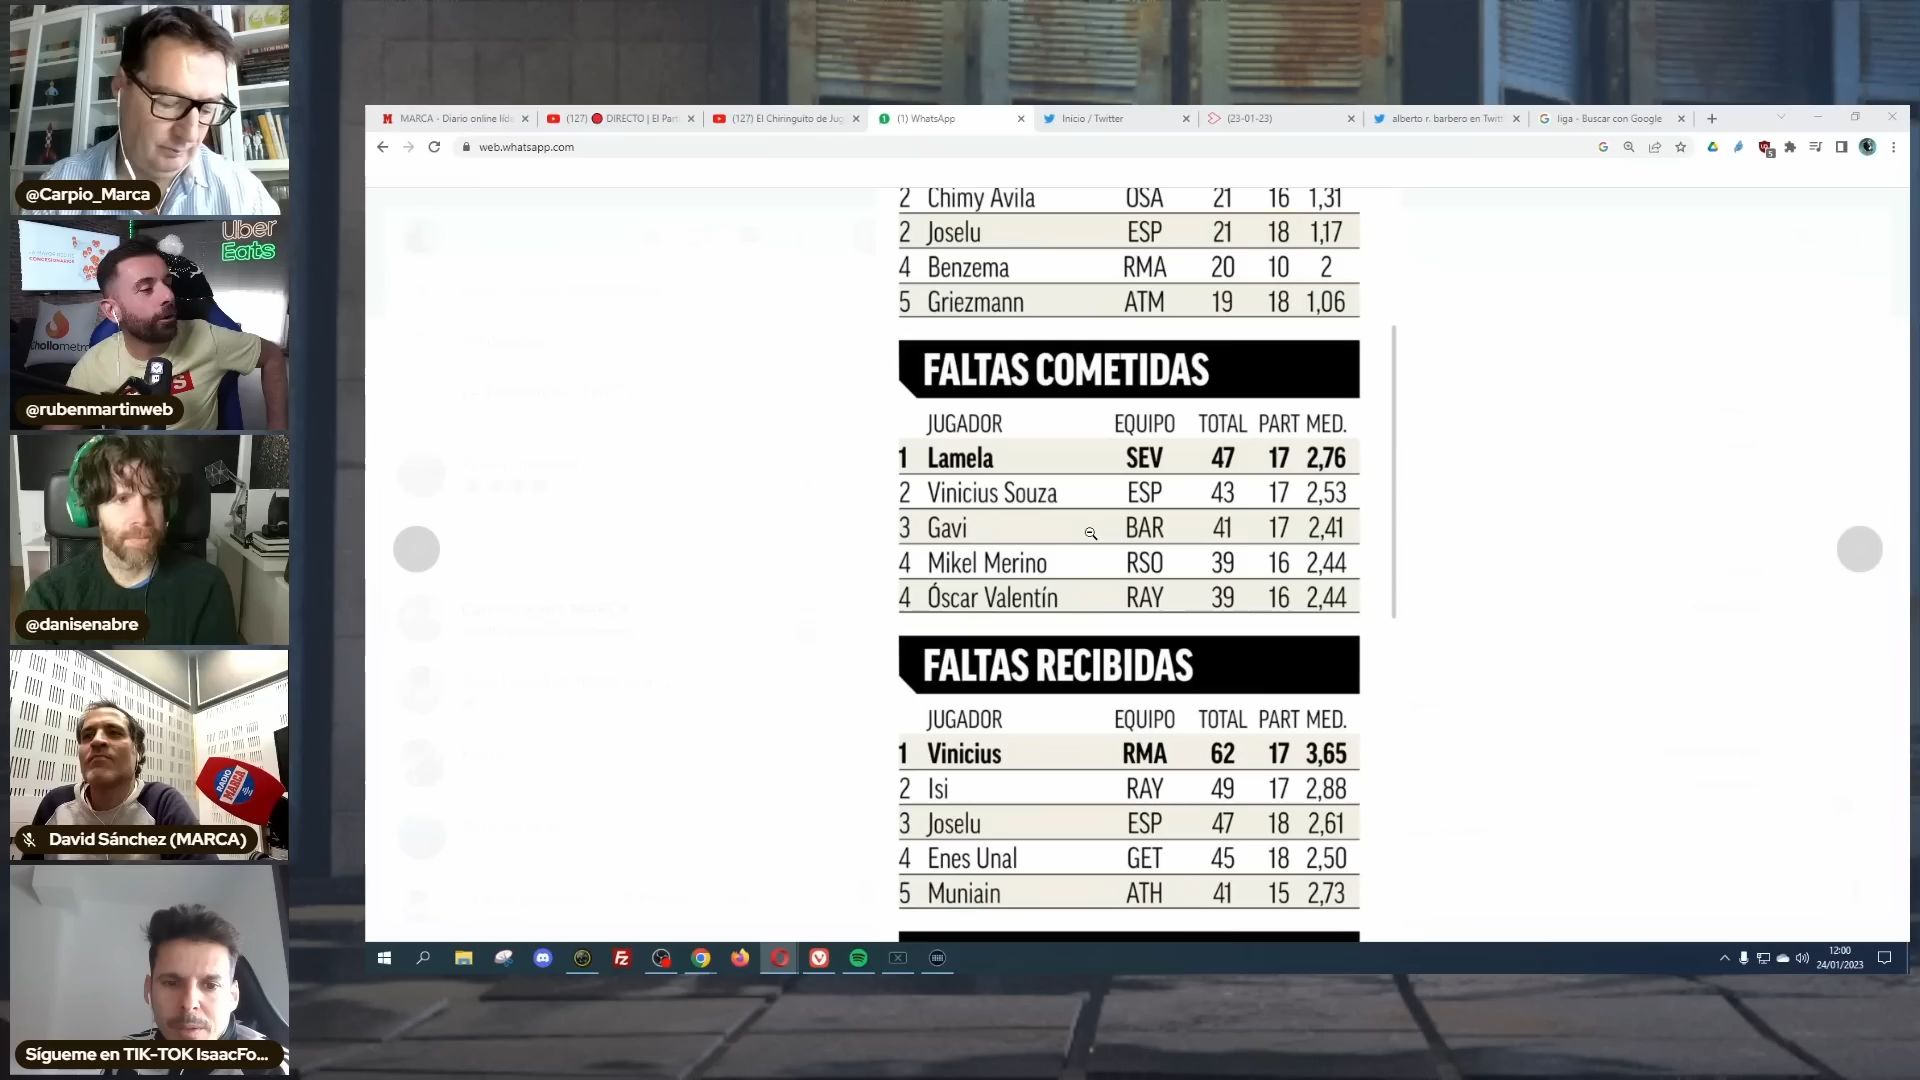 @Carpio_Marca
Uber
Eats
@rubenmartinweb
@danisenabre
RADIO
MARCA
David Sánchez (MARCA)
Sígueme en TIK-TOK IsaacFo...
MARCA - Diario online líde
(127) DIRECTO | El Part
(127) El Chiringuito de Jug
(1) WhatsApp
Inicio / Twitter
(23-01-23)
alberto r. barbero en Twitt
liga - Buscar con Google
web.whatsapp.com
2 Chimy Avila OSA 21 16 1,31
2 Joselu ESP 21 18 1,17
4 Benzema RMA 20 10 2
5 Griezmann ATM 19 18 1,06
FALTAS COMETIDAS
JUGADOR EQUIPO TOTAL PART MED.
1 Lamela SEV 47 17 2,76
2 Vinicius Souza ESP 43 17 2,53
3 Gavi BAR 41 17 2,41
4 Mikel Merino RSO 39 16 2,44
4 Óscar Valentín RAY 39 16 2,44
FALTAS RECIBIDAS
JUGADOR EQUIPO TOTAL PART MED.
1 Vinicius RMA 62 17 3,65
2 Isi RAY 49 17 2,88
3 Joselu ESP 47 18 2,61
4 Enes Unal GET 45 18 2,50
5 Muniain ATH 41 15 2,73
12:00
24/01/2023